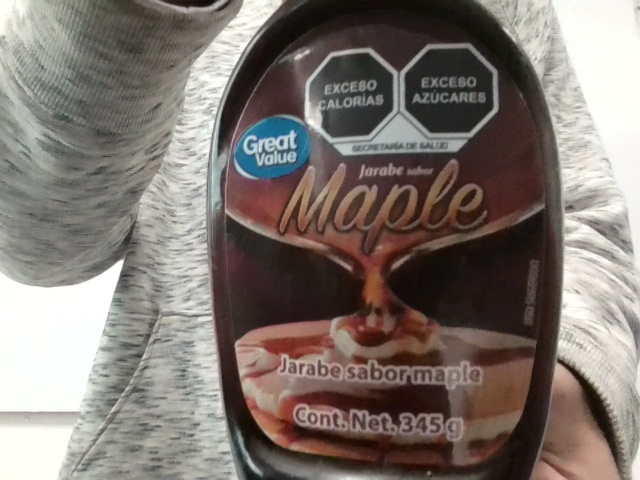 EXCESO
CALORÍAS
EXCESO
AZÚCARES
SECRETARÍA DE SALUD
Great
Value
Jarabe sabor
Maple
Jarabe sabor maple
Cont. Net. 345 g